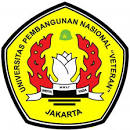 UNIVERSITAS PEMBANGUNAN NASIONAL "VETERAN"
JAKARTA